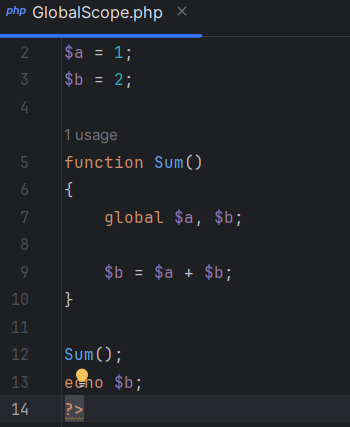 php GlobalScope.php ×
2 $a = 1;
3 $b = 2;
4
1 usage
5 function Sum()
6 {
7     global $a, $b;
8
9     $b = $a + $b;
10 }
11
12 Sum();
13 echo $b;
14 ?>